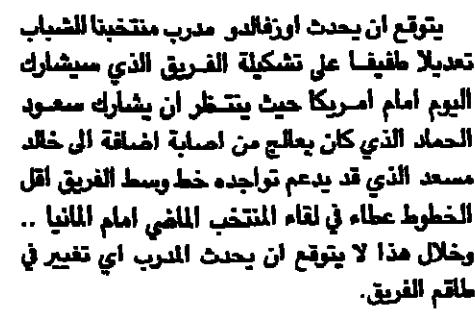 يتوقع ان يحدث اوزفالدو مدرب منتخبنا للشباب
تعديلا طفيفا على تشكيلة الفريق الذي سيشارك
اليوم امام امريكا حيث ينتظر ان يشارك سعود
الحماد الذي كان يعالج من اصابة اضافة الى خالد
مسعد الذي قد يدعم تواجده خط وسط الفريق اقل
الخطوط عطاء في لقاء المنتخب الماضي امام المانيا ..
وخلال هذا لا يتوقع ان يحدث المدرب اي تغيير في
طاقم الفريق.